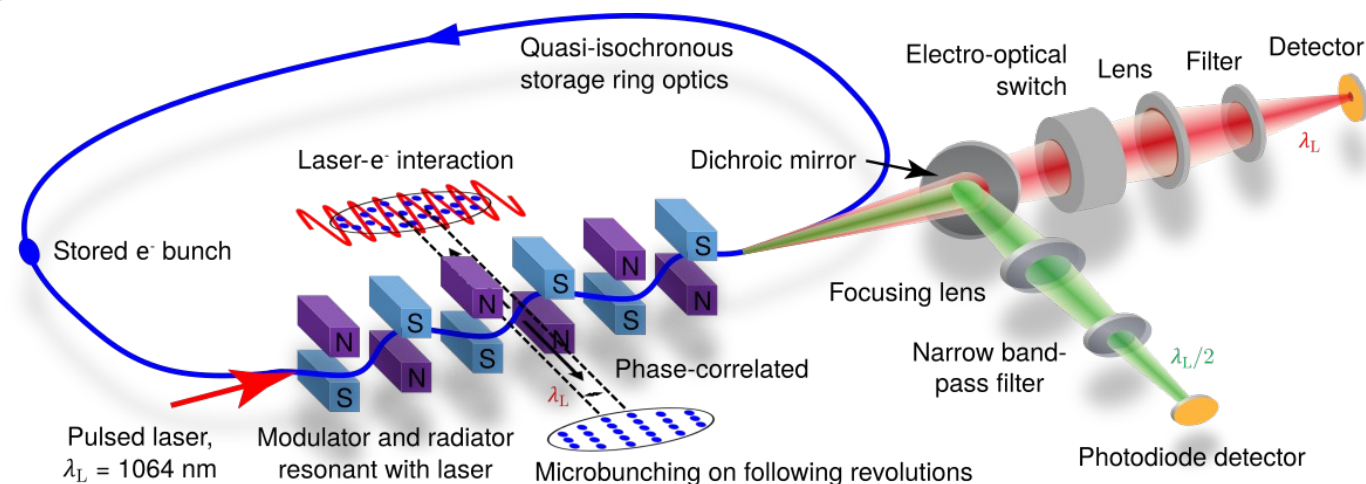 Quasi-isochronous
storage ring optics
Electro-optical
switch
Lens
Filter
Detector
λL
Dichroic mirror
Laser-e- interaction
Stored e- bunch
N
S
N
S
N
S
S
N
N
S
S
N
Focusing lens
Narrow band-
pass filter
λL/2
Photodiode detector
Phase-correlated
λL
Pulsed laser,
λL = 1064 nm
Modulator and radiator
resonant with laser
Microbunching on following revolutions